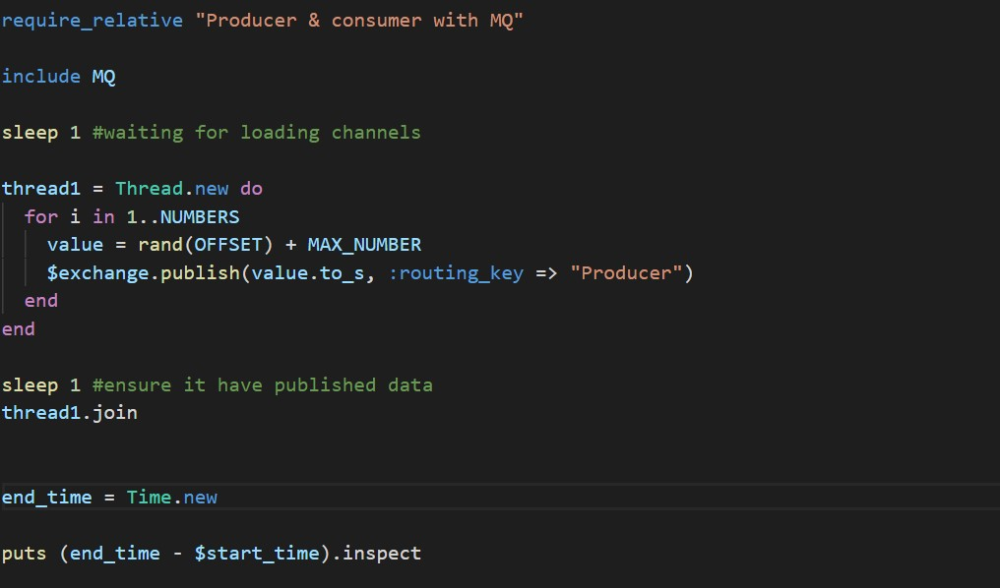 require_relative "Producer & consumer with MQ"
include MQ
sleep 1 #waiting for loading channels
thread1 = Thread.new do
for i in 1..NUMBERS
value = rand(OFFSET) + MAX_NUMBER
$exchange.publish(value.to_s, :routing_key => "Producer")
end
end
sleep 1 #ensure it have published data
thread1.join
end_time = Time.new
puts (end_time - $start_time).inspect